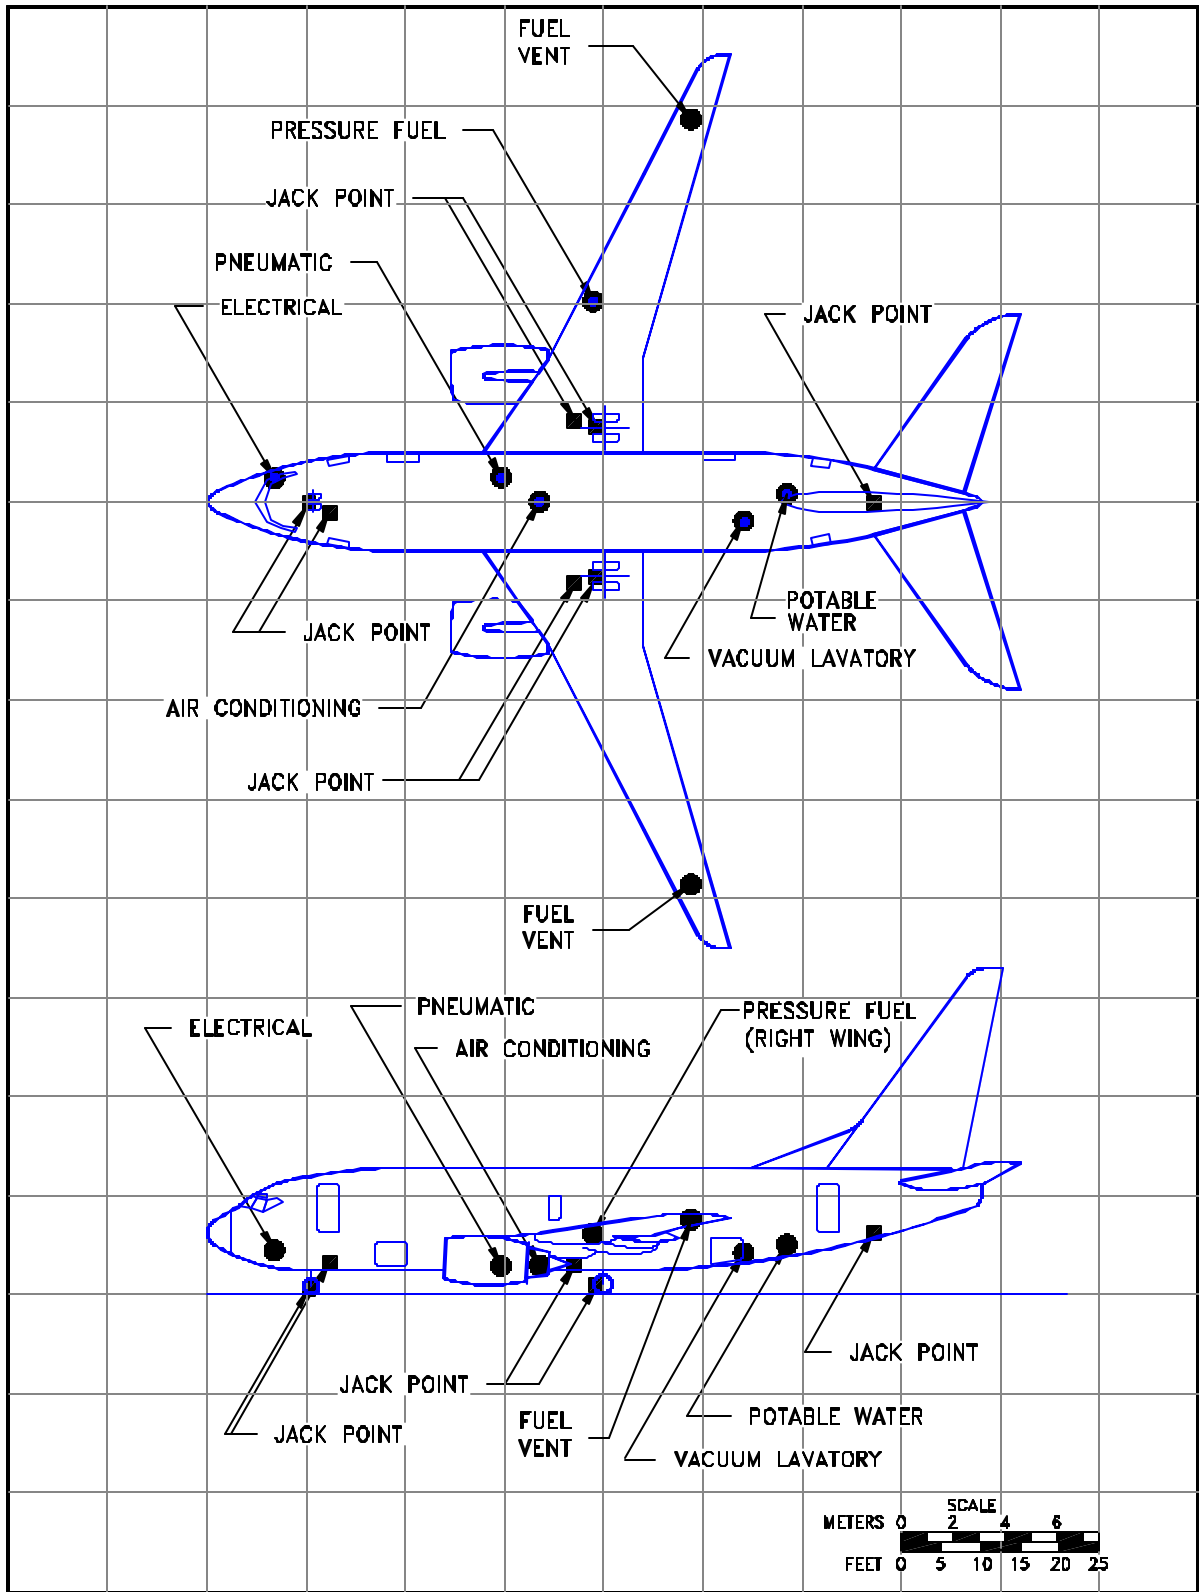 FUEL
VENT
PRESSURE FUEL
JACK POINT
PNEUMATIC
ELECTRICAL
JACK POINT
POTABLE
WATER
JACK POINT
VACUUM LAVATORY
AIR CONDITIONING
JACK POINT
FUEL
VENT
PNEUMATIC
PRESSURE FUEL
(RIGHT WING)
ELECTRICAL
AIR CONDITIONING
JACK POINT
JACK POINT
FUEL
VENT
POTABLE WATER
JACK POINT
VACUUM LAVATORY
SCALE
METERS 0 2 4 6
FEET 0 5 10 15 20 25